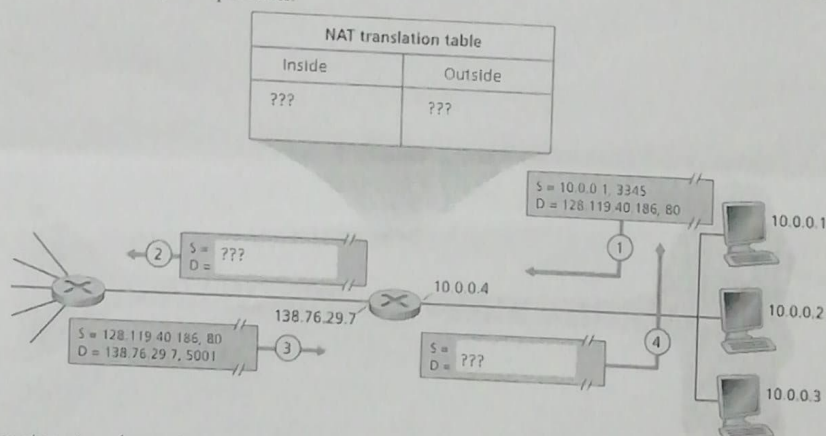 NAT translation table
Inside Outside
??? ???
S = 10.0.0 1, 3345
D = 128.119.40.186, 80
10.0.0.1
1
2
S = ???
D =
10.0.0.4
138.76.29.7
10.0.0.2
S = 128.119.40 186, 80
D = 138.76.29 7, 5001
3
S =
D = ???
4
10.0.0.3